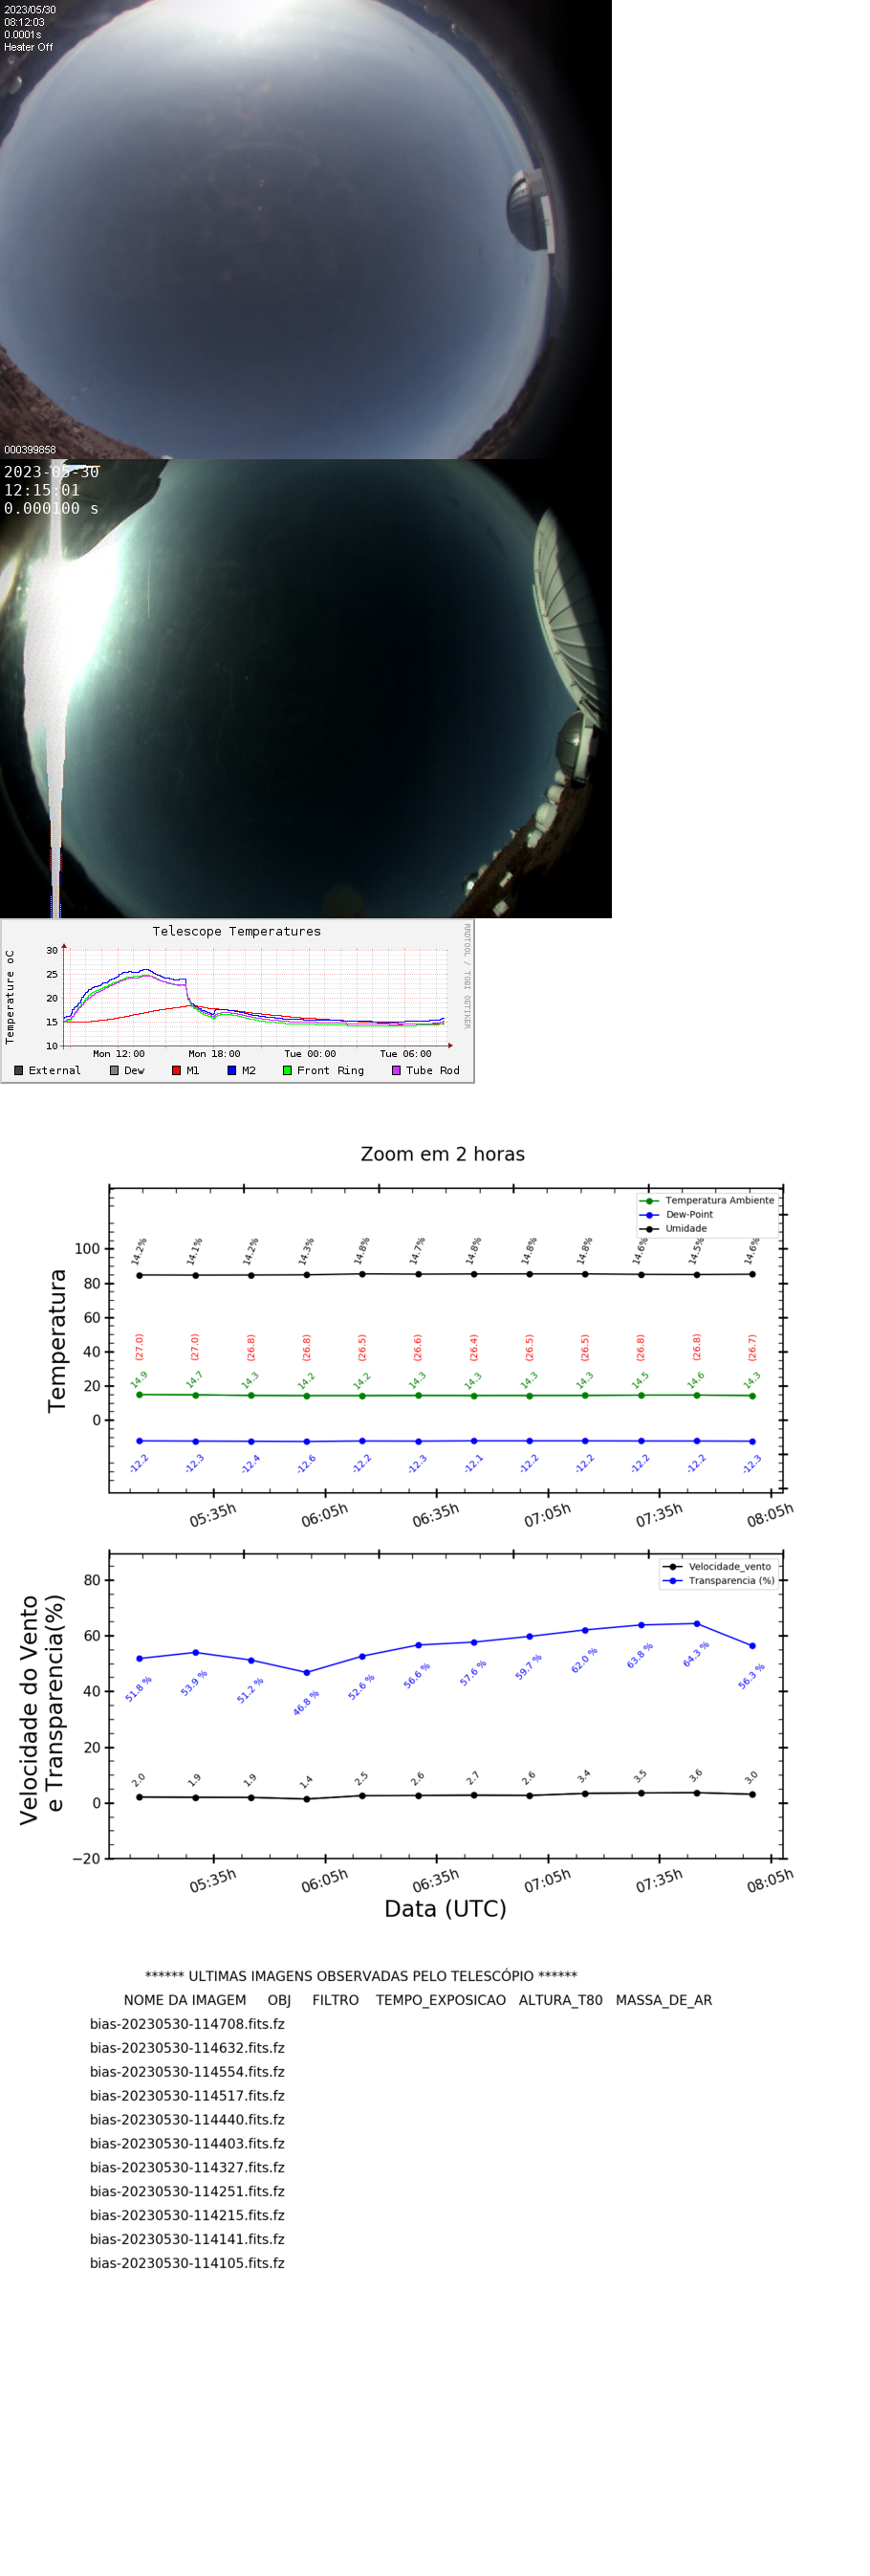 2023/05/30
08:12:03
0.0001s
Heater Off
000399858
2023-05-30
12:15:01
0.000100 s
Telescope Temperatures
RRDTOOL / TOBI OETIKER
Temperature oC
30
25
20
15
10
Mon 12:00 Mon 18:00 Tue 00:00 Tue 06:00
External Dew M1 M2 Front Ring Tube Rod
Zoom em 2 horas
Temperatura Ambiente
Dew-Point
Umidade
Temperatura
100
80
60
40
20
0
14.2% 14.1% 14.2% 14.3% 14.8% 14.7% 14.8% 14.8% 14.8% 14.6% 14.5% 14.6%
(27.0) (27.0) (26.8) (26.8) (26.5) (26.6) (26.4) (26.5) (26.5) (26.8) (26.8) (26.7)
14.9 14.7 14.3 14.2 14.2 14.3 14.3 14.3 14.3 14.5 14.6 14.3
-12.2 -12.3 -12.4 -12.6 -12.2 -12.3 -12.1 -12.2 -12.2 -12.2 -12.2 -12.3
05:35h 06:05h 06:35h 07:05h 07:35h 08:05h
Velocidade_vento
Transparencia (%)
Velocidade do Vento
e Transparencia(%)
80
60
40
20
0
−20
51.8 % 53.9 % 51.2 % 46.8 % 52.6 % 56.6 % 57.6 % 59.7 % 62.0 % 63.8 % 64.3 % 56.3 %
2.0 1.9 1.9 1.4 2.5 2.6 2.7 2.6 3.4 3.5 3.6 3.0
05:35h 06:05h 06:35h 07:05h 07:35h 08:05h
Data (UTC)
****** ULTIMAS IMAGENS OBSERVADAS PELO TELESCÓPIO ******
NOME DA IMAGEM OBJ FILTRO TEMPO_EXPOSICAO ALTURA_T80 MASSA_DE_AR
bias-20230530-114708.fits.fz
bias-20230530-114632.fits.fz
bias-20230530-114554.fits.fz
bias-20230530-114517.fits.fz
bias-20230530-114440.fits.fz
bias-20230530-114403.fits.fz
bias-20230530-114327.fits.fz
bias-20230530-114251.fits.fz
bias-20230530-114215.fits.fz
bias-20230530-114141.fits.fz
bias-20230530-114105.fits.fz